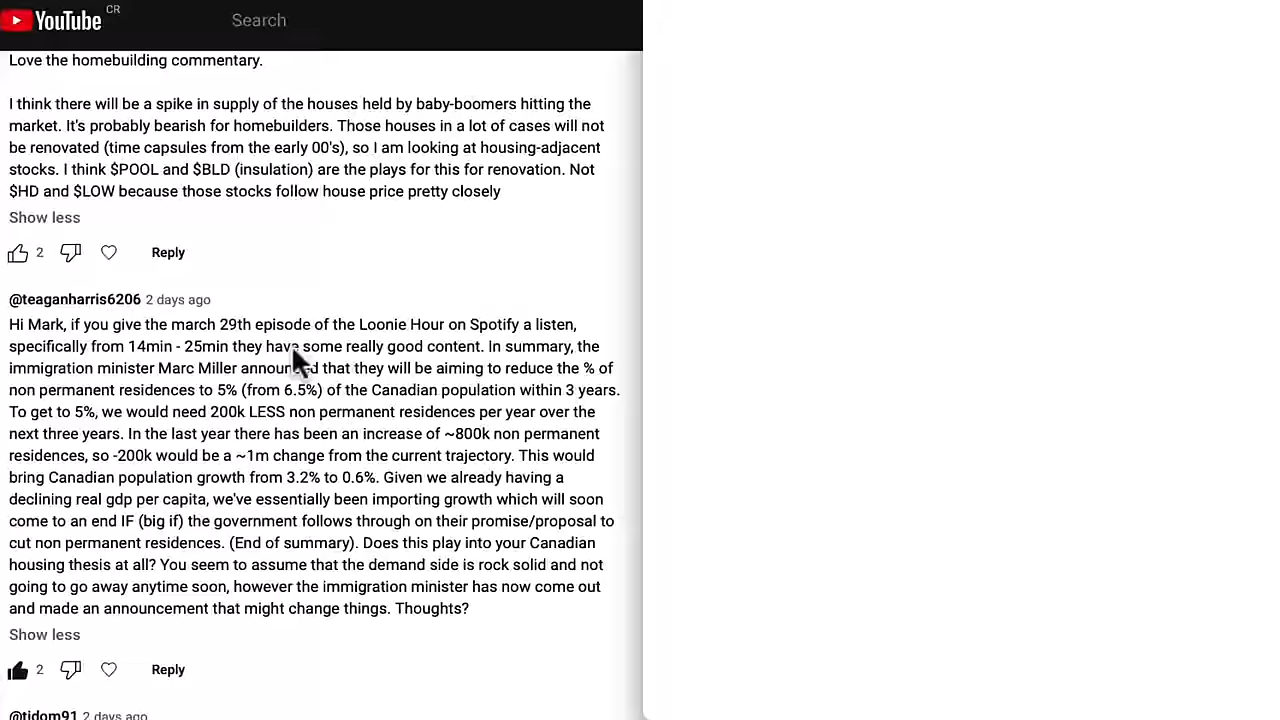 YouTube CR
Search
Love the homebuilding commentary.
I think there will be a spike in supply of the houses held by baby-boomers hitting the
market. It's probably bearish for homebuilders. Those houses in a lot of cases will not
be renovated (time capsules from the early 00's), so I am looking at housing-adjacent
stocks. I think $POOL and $BLD (insulation) are the plays for this for renovation. Not
$HD and $LOW because those stocks follow house price pretty closely
Show less
2 Reply
@teaganharris6206 2 days ago
Hi Mark, if you give the march 29th episode of the Loonie Hour on Spotify a listen,
specifically from 14min - 25min they have some really good content. In summary, the
immigration minister Marc Miller announced that they will be aiming to reduce the % of
non permanent residences to 5% (from 6.5%) of the Canadian population within 3 years.
To get to 5%, we would need 200k LESS non permanent residences per year over the
next three years. In the last year there has been an increase of ~800k non permanent
residences, so -200k would be a ~1m change from the current trajectory. This would
bring Canadian population growth from 3.2% to 0.6%. Given we already having a
declining real gdp per capita, we've essentially been importing growth which will soon
come to an end IF (big if) the government follows through on their promise/proposal to
cut non permanent residences. (End of summary). Does this play into your Canadian
housing thesis at all? You seem to assume that the demand side is rock solid and not
going to go away anytime soon, however the immigration minister has now come out
and made an announcement that might change things. Thoughts?
Show less
2 Reply
@tidom91 2 days ago